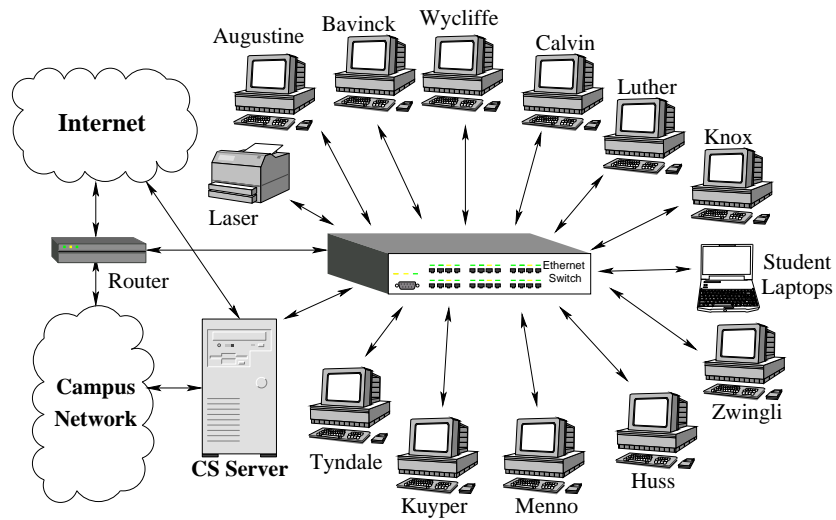 Wycliffe
Bavinck
Augustine
Calvin
Luther
Internet
Knox
Laser
Ethernet
Switch
Student
Laptops
Router
Campus
Network
Zwingli
CS Server
Tyndale
Huss
Kuyper
Menno